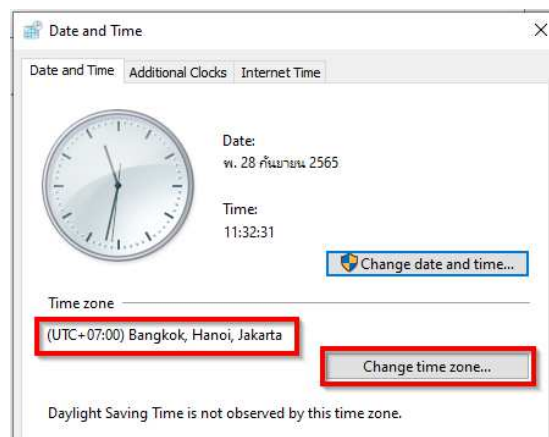 Date and Time
Date and Time Additional Clocks Internet Time
Date:
พ. 28 กันยายน 2565
Time:
11:32:31
Change date and time...
Time zone
(UTC+07:00) Bangkok, Hanoi, Jakarta
Change time zone...
Daylight Saving Time is not observed by this time zone.